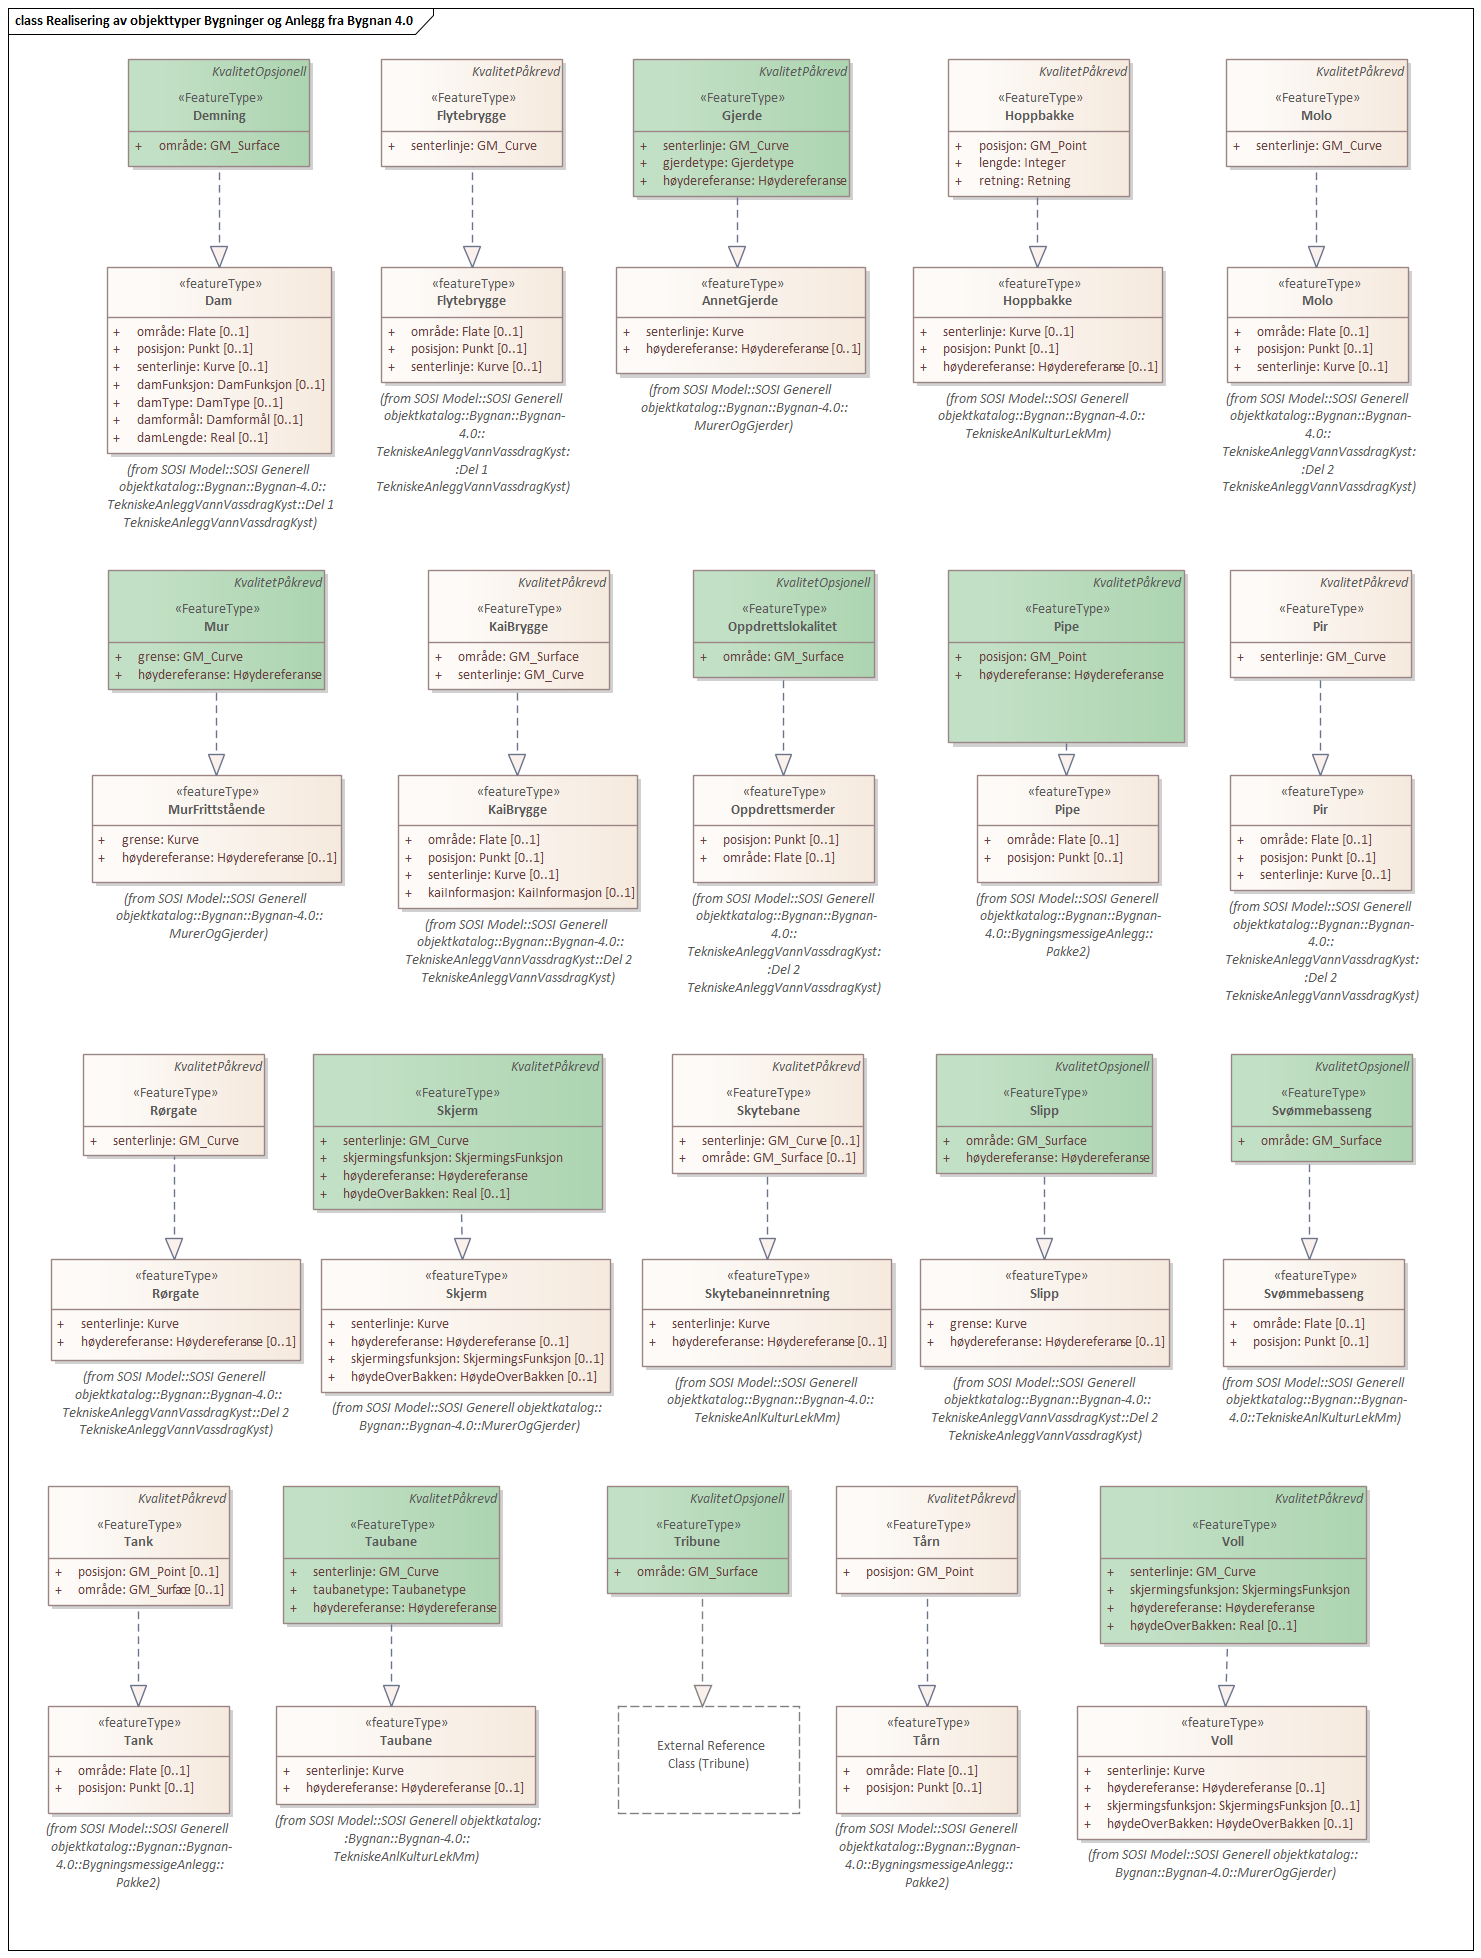 class Realisering av objekttyper Bygninger og Anlegg fra Bygnan 4.0
KvalitetOpsjonell
«FeatureType»
Demning
+ område: GM_Surface
KvalitetPåkrevd
«FeatureType»
Flytebrygge
+ senterlinje: GM_Curve
KvalitetPåkrevd
«FeatureType»
Gjerde
+ senterlinje: GM_Curve
+ gjerdetype: Gjerdetype
+ høydereferanse: Høydereferanse
KvalitetPåkrevd
«FeatureType»
Hoppbakke
+ posisjon: GM_Point
+ lengde: Integer
+ retning: Retning
KvalitetPåkrevd
«FeatureType»
Molo
+ senterlinje: GM_Curve
«featureType»
Dam
+ område: Flate [0..1]
+ posisjon: Punkt [0..1]
+ senterlinje: Kurve [0..1]
+ damFunksjon: DamFunksjon [0..1]
+ damType: DamType [0..1]
+ damformål: Damformål [0..1]
+ damLengde: Real [0..1]
(from SOSI Model::SOSI Generell
objektkatalog::Bygnan::Bygnan-4.0::
TekniskeAnleggVannVassdragKyst::Del 1
TekniskeAnleggVannVassdragKyst)
«featureType»
Flytebrygge
+ område: Flate [0..1]
+ posisjon: Punkt [0..1]
+ senterlinje: Kurve [0..1]
(from SOSI Model::SOSI Generell
objektkatalog::Bygnan::Bygnan-
4.0::
TekniskeAnleggVannVassdragKyst:
:Del 1
TekniskeAnleggVannVassdragKyst)
«featureType»
AnnetGjerde
+ senterlinje: Kurve
+ høydereferanse: Høydereferanse [0..1]
(from SOSI Model::SOSI Generell
objektkatalog::Bygnan::Bygnan-4.0::
MurerOgGjerder)
«featureType»
Hoppbakke
+ senterlinje: Kurve [0..1]
+ posisjon: Punkt [0..1]
+ høydereferanse: Høydereferanse [0..1]
(from SOSI Model::SOSI Generell
objektkatalog::Bygnan::Bygnan-4.0::
TekniskeAnlKulturLekMm)
«featureType»
Molo
+ område: Flate [0..1]
+ posisjon: Punkt [0..1]
+ senterlinje: Kurve [0..1]
(from SOSI Model::SOSI Generell
objektkatalog::Bygnan::Bygnan-
4.0::
TekniskeAnleggVannVassdragKyst:
:Del 2
TekniskeAnleggVannVassdragKyst)
KvalitetPåkrevd
«FeatureType»
Mur
+ grense: GM_Curve
+ høydereferanse: Høydereferanse
KvalitetPåkrevd
«FeatureType»
KaiBrygge
+ område: GM_Surface
+ senterlinje: GM_Curve
KvalitetOpsjonell
«FeatureType»
Oppdrettslokalitet
+ område: GM_Surface
KvalitetPåkrevd
«FeatureType»
Pipe
+ posisjon: GM_Point
+ høydereferanse: Høydereferanse
KvalitetPåkrevd
«FeatureType»
Pir
+ senterlinje: GM_Curve
«featureType»
MurFrittstående
+ grense: Kurve
+ høydereferanse: Høydereferanse [0..1]
(from SOSI Model::SOSI Generell
objektkatalog::Bygnan::Bygnan-4.0::
MurerOgGjerder)
«featureType»
KaiBrygge
+ område: Flate [0..1]
+ posisjon: Punkt [0..1]
+ senterlinje: Kurve [0..1]
+ kaiInformasjon: KaiInformasjon [0..1]
(from SOSI Model::SOSI Generell
objektkatalog::Bygnan::Bygnan-4.0::
TekniskeAnleggVannVassdragKyst::Del 2
TekniskeAnleggVannVassdragKyst)
«featureType»
Oppdrettsmerder
+ posisjon: Punkt [0..1]
+ område: Flate [0..1]
(from SOSI Model::SOSI Generell
objektkatalog::Bygnan::Bygnan-
4.0::
TekniskeAnleggVannVassdragKyst:
:Del 2
TekniskeAnleggVannVassdragKyst)
«featureType»
Pipe
+ område: Flate [0..1]
+ posisjon: Punkt [0..1]
(from SOSI Model::SOSI Generell
objektkatalog::Bygnan::Bygnan-
4.0::BygningsmessigeAnlegg::
Pakke2)
«featureType»
Pir
+ område: Flate [0..1]
+ posisjon: Punkt [0..1]
+ senterlinje: Kurve [0..1]
(from SOSI Model::SOSI Generell
objektkatalog::Bygnan::Bygnan-
4.0::
TekniskeAnleggVannVassdragKyst:
:Del 2
TekniskeAnleggVannVassdragKyst)
KvalitetPåkrevd
«FeatureType»
Rørgate
+ senterlinje: GM_Curve
KvalitetPåkrevd
«FeatureType»
Skjerm
+ senterlinje: GM_Curve
+ skjermingsfunksjon: SkjermingsFunksjon
+ høydereferanse: Høydereferanse
+ høydeOverBakken: Real [0..1]
KvalitetPåkrevd
«FeatureType»
Skytebane
+ senterlinje: GM_Curve [0..1]
+ område: GM_Surface [0..1]
KvalitetOpsjonell
«FeatureType»
Slipp
+ område: GM_Surface
+ høydereferanse: Høydereferanse
KvalitetOpsjonell
«FeatureType»
Svømmebasseng
+ område: GM_Surface
«featureType»
Rørgate
+ senterlinje: Kurve
+ høydereferanse: Høydereferanse [0..1]
(from SOSI Model::SOSI Generell
objektkatalog::Bygnan::Bygnan-4.0::
TekniskeAnleggVannVassdragKyst::Del 2
TekniskeAnleggVannVassdragKyst)
«featureType»
Skjerm
+ senterlinje: Kurve
+ høydereferanse: Høydereferanse [0..1]
+ skjermingsfunksjon: SkjermingsFunksjon [0..1]
+ høydeOverBakken: HøydeOverBakken [0..1]
(from SOSI Model::SOSI Generell objektkatalog::
Bygnan::Bygnan-4.0::MurerOgGjerder)
«featureType»
Skytebaneinnretning
+ senterlinje: Kurve
+ høydereferanse: Høydereferanse [0..1]
(from SOSI Model::SOSI Generell
objektkatalog::Bygnan::Bygnan-4.0::
TekniskeAnlKulturLekMm)
«featureType»
Slipp
+ grense: Kurve
+ høydereferanse: Høydereferanse [0..1]
(from SOSI Model::SOSI Generell
objektkatalog::Bygnan::Bygnan-4.0::
TekniskeAnleggVannVassdragKyst::Del 2
TekniskeAnleggVannVassdragKyst)
«featureType»
Svømmebasseng
+ område: Flate [0..1]
+ posisjon: Punkt [0..1]
(from SOSI Model::SOSI Generell
objektkatalog::Bygnan::Bygnan-
4.0::TekniskeAnlKulturLekMm)
KvalitetPåkrevd
«FeatureType»
Tank
+ posisjon: GM_Point [0..1]
+ område: GM_Surface [0..1]
KvalitetPåkrevd
«FeatureType»
Taubane
+ senterlinje: GM_Curve
+ taubanetype: Taubanetype
+ høydereferanse: Høydereferanse
KvalitetOpsjonell
«FeatureType»
Tribune
+ område: GM_Surface
KvalitetPåkrevd
«FeatureType»
Tårn
+ posisjon: GM_Point
KvalitetPåkrevd
«FeatureType»
Voll
+ senterlinje: GM_Curve
+ skjermingsfunksjon: SkjermingsFunksjon
+ høydereferanse: Høydereferanse
+ høydeOverBakken: Real [0..1]
«featureType»
Tank
+ område: Flate [0..1]
+ posisjon: Punkt [0..1]
(from SOSI Model::SOSI Generell
objektkatalog::Bygnan::Bygnan-
4.0::BygningsmessigeAnlegg::
Pakke2)
«featureType»
Taubane
+ senterlinje: Kurve
+ høydereferanse: Høydereferanse [0..1]
(from SOSI Model::SOSI Generell objektkatalog:
:Bygnan::Bygnan-4.0::
TekniskeAnlKulturLekMm)
External Reference
Class (Tribune)
«featureType»
Tårn
+ område: Flate [0..1]
+ posisjon: Punkt [0..1]
(from SOSI Model::SOSI Generell
objektkatalog::Bygnan::Bygnan-
4.0::BygningsmessigeAnlegg::
Pakke2)
«featureType»
Voll
+ senterlinje: Kurve
+ høydereferanse: Høydereferanse [0..1]
+ skjermingsfunksjon: SkjermingsFunksjon [0..1]
+ høydeOverBakken: HøydeOverBakken [0..1]
(from SOSI Model::SOSI Generell objektkatalog::
Bygnan::Bygnan-4.0::MurerOgGjerder)